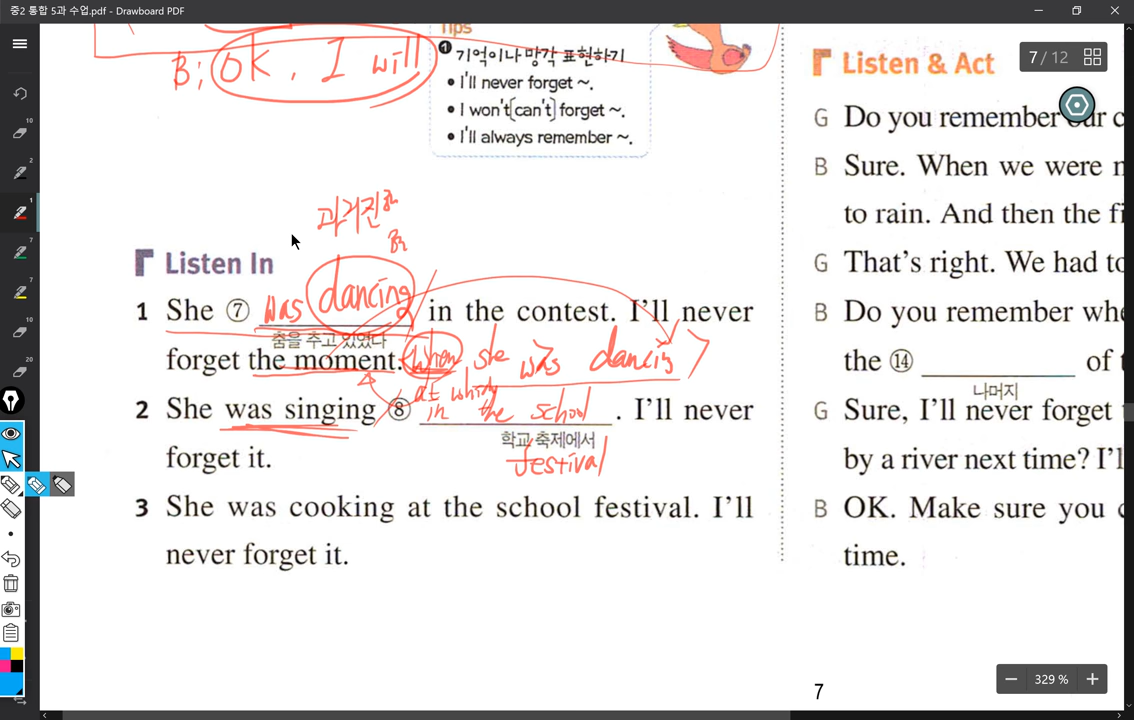 중2 통합 5과 수업.pdf - Drawboard PDF
B; OK, I will
Tips
❶ 기억이나 망각 표현하기
• I'll never forget ~.
• I won't[can't] forget ~.
• I'll always remember ~.
과거진행
Listen In
1 She ⑦ was dancing in the contest. I'll never
춤을 추고 있었다
forget the moment. when she was dancing
at which
2 She was singing ⑧ in the school . I'll never
학교 축제에서
festival
forget it.
3 She was cooking at the school festival. I'll
never forget it.
7 / 12
Listen & Act
G Do you remember our c
B Sure. When we were
to rain. And then the fi
G That's right. We had to
B Do you remember whe
the ⑭ of
나머지
G Sure, I'll never forget
by a river next time? I'l
B OK. Make sure you
time.
7
329 %